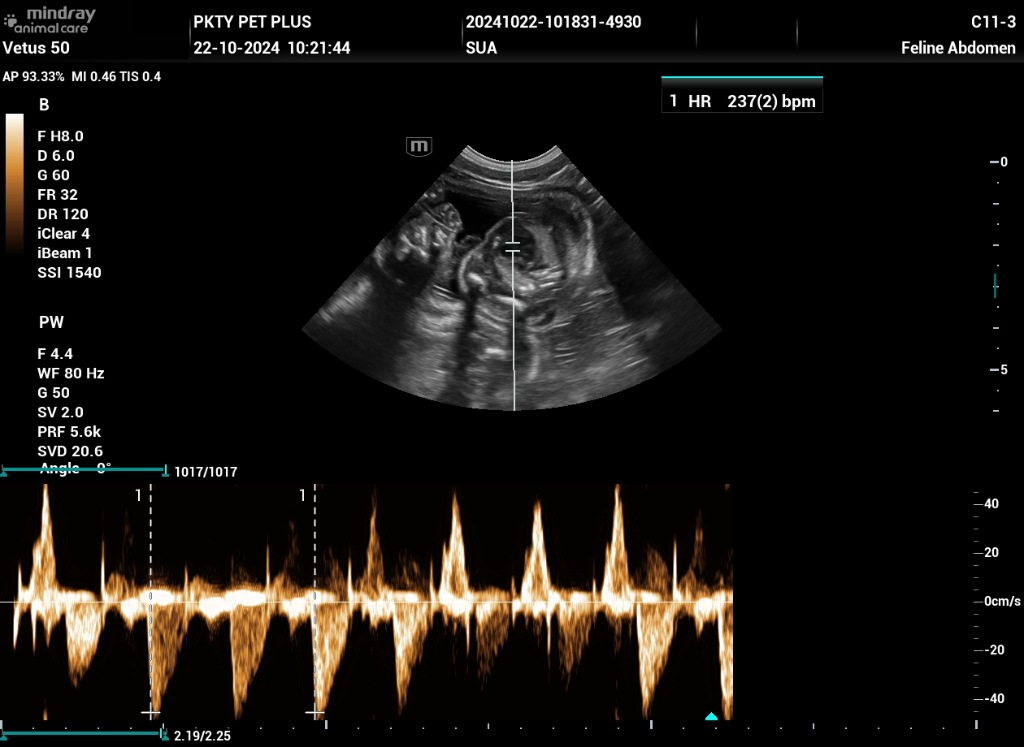 mindray
animalcare
Vetus 50
PKTY PET PLUS
22-10-2024 10:21:44
20241022-101831-4930
SUA
C11-3
Feline Abdomen
AP 93.33% MI 0.46 TIS 0.4
1 HR 237(2) bpm
B
F H8.0
D 6.0
G 60
FR 32
DR 120
iClear 4
iBeam 1
SSI 1540
m
0
5
PW
F 4.4
WF 80 Hz
G 50
SV 2.0
PRF 5.6k
SVD 20.6
Angle 0°
1017/1017
1
1
40
20
0cm/s
-20
-40
2.19/2.25